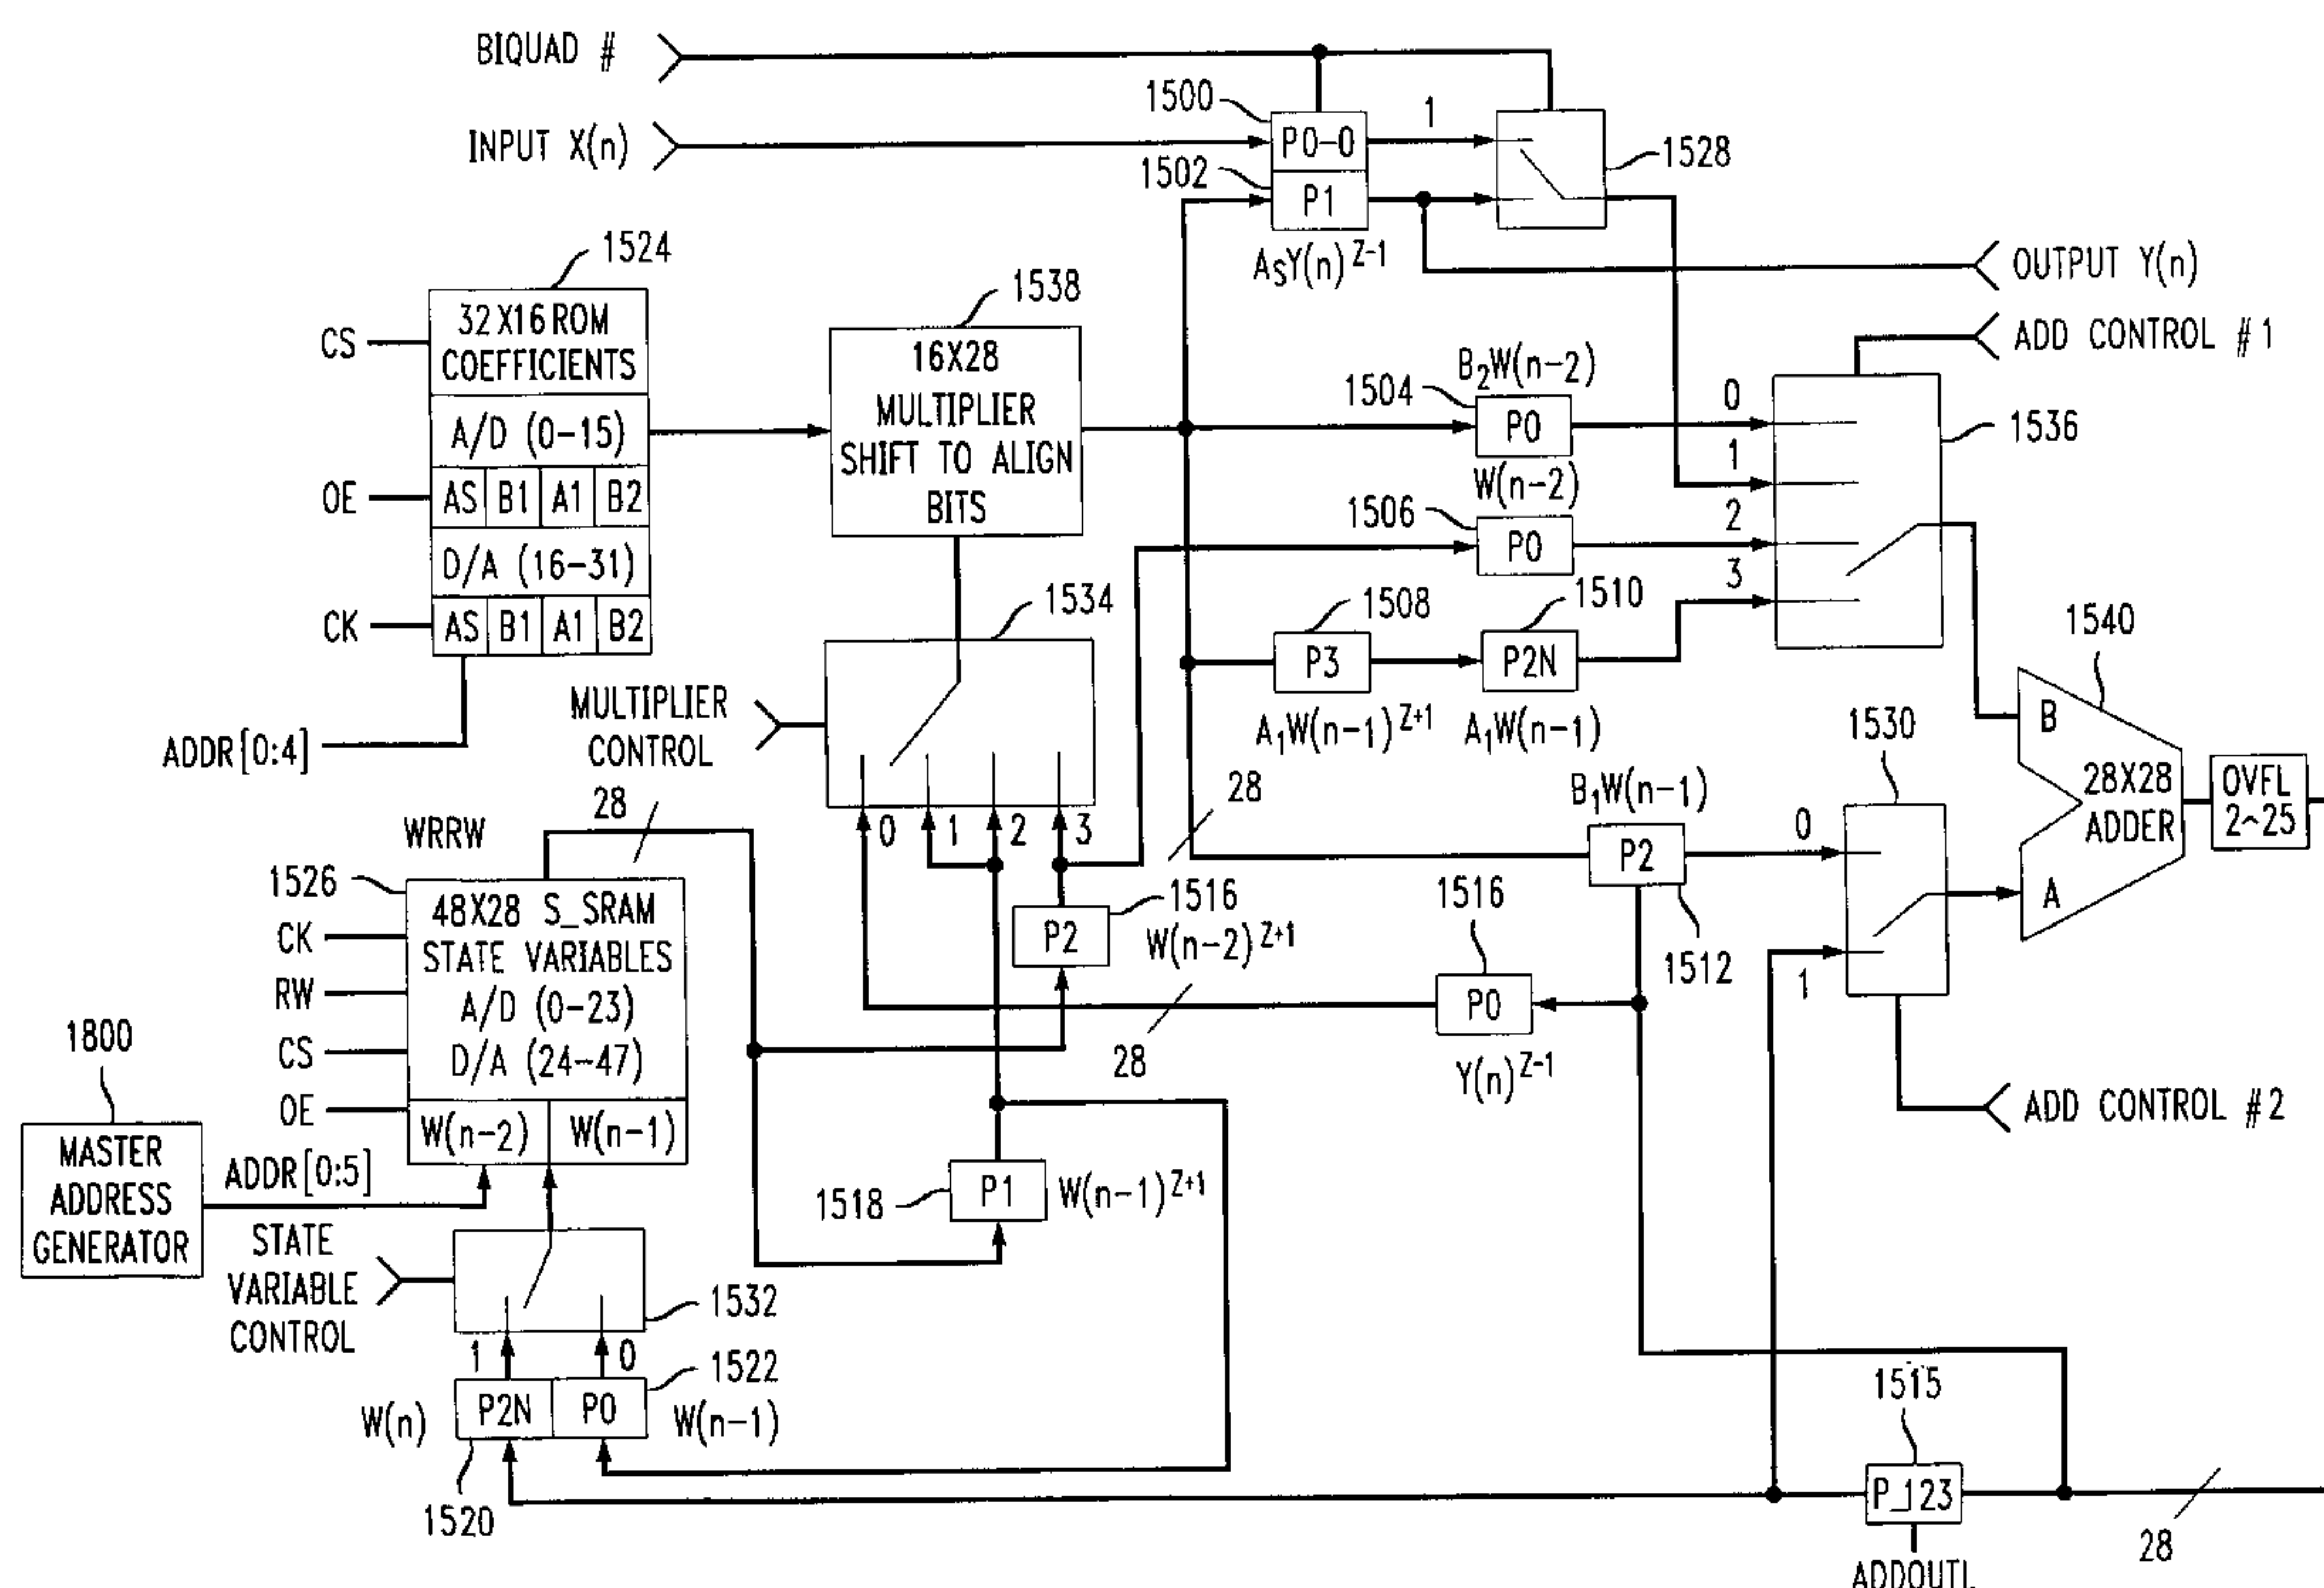 BIQUAD #
INPUT X(n)
1500
P0-0
1
1528
1502
P1
AsY(n)Z-1
OUTPUT Y(n)
ADD CONTROL #1
1524
32X16 ROM
COEFFICIENTS
CS
A/D (0-15)
OE
AS B1 A1 B2
D/A (16-31)
CK
AS B1 A1 B2
ADDR[0:4]
1538
16X28
MULTIPLIER
SHIFT TO ALIGN
BITS
B2W(n-2)
1504
P0
0
1536
W(n-2)
1
1506
P0
2
3
1508
P3
1510
P2N
A1W(n-1)Z+1
A1W(n-1)
1534
MULTIPLIER
CONTROL
0
1
2
3
28
1540
B
28X28
ADDER
A
OVFL
2~25
1530
0
1
B1W(n-1)
P2
1512
28
WRRW
1526
48X28 S_SRAM
STATE VARIABLES
A/D (0-23)
D/A (24-47)
W(n-2) W(n-1)
CK
RW
CS
OE
1516
P2
W(n-2)Z+1
1516
P0
Y(n)Z-1
28
ADD CONTROL #2
1800
MASTER
ADDRESS
GENERATOR
ADDR[0:5]
1518
P1
W(n-1)Z+1
STATE
VARIABLE
CONTROL
1532
1
0
1522
W(n)
P2N
P0
W(n-1)
1520
1515
P_123
28
ADDOUTL